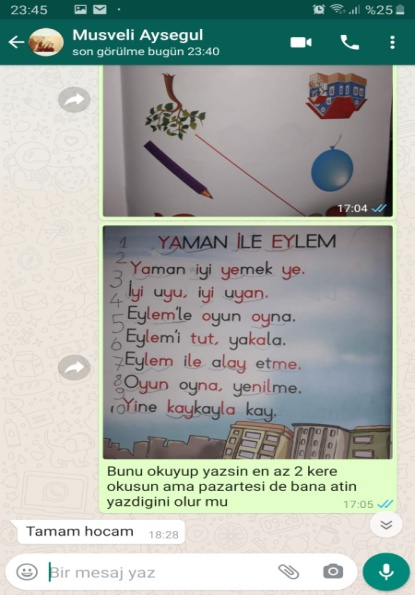 23:45
%25
Musveli Aysegul
son görülme bugün 23:40
17:04
1 YAMAN İLE EYLEM
2
3 Yaman iyi yemek ye.
4 İyi uyu, iyi uyan.
5 Eylem'le oyun oyna.
6 Eylem'i tut, yakala.
7 Eylem ile alay etme.
8 Oyun oyna, yenilme.
10 Yine kaykayla kay.
Bunu okuyup yazsin en az 2 kere
okusun ama pazartesi de bana atin
yazdigini olur mu
17:05
Tamam hocam 18:28
Bir mesaj yaz